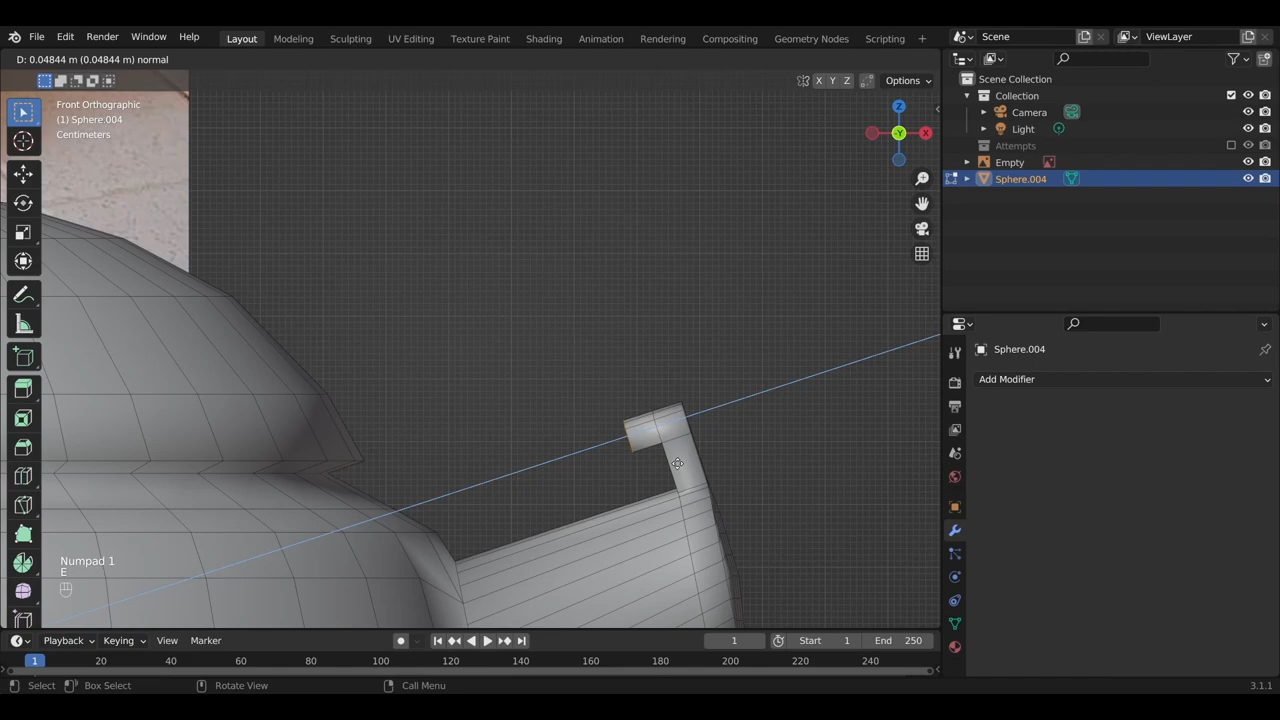 File Edit Render Window Help
Layout Modeling Sculpting UV Editing Texture Paint Shading Animation Rendering Compositing Geometry Nodes Scripting +
Scene ViewLayer
D: 0.04844 m (0.04844 m) normal
X Y Z Options
Front Orthographic
(1) Sphere.004
Centimeters
Z
-Y X
Scene Collection
Collection
Camera
Light
Attempts
Empty
Sphere.004
Sphere.004
Add Modifier
Numpad 1
E
Playback Keying View Marker
1 Start 1 End 250
1 20 40 60 80 100 120 140 160 180 200 220 240
Select Box Select Rotate View Call Menu 3.1.1